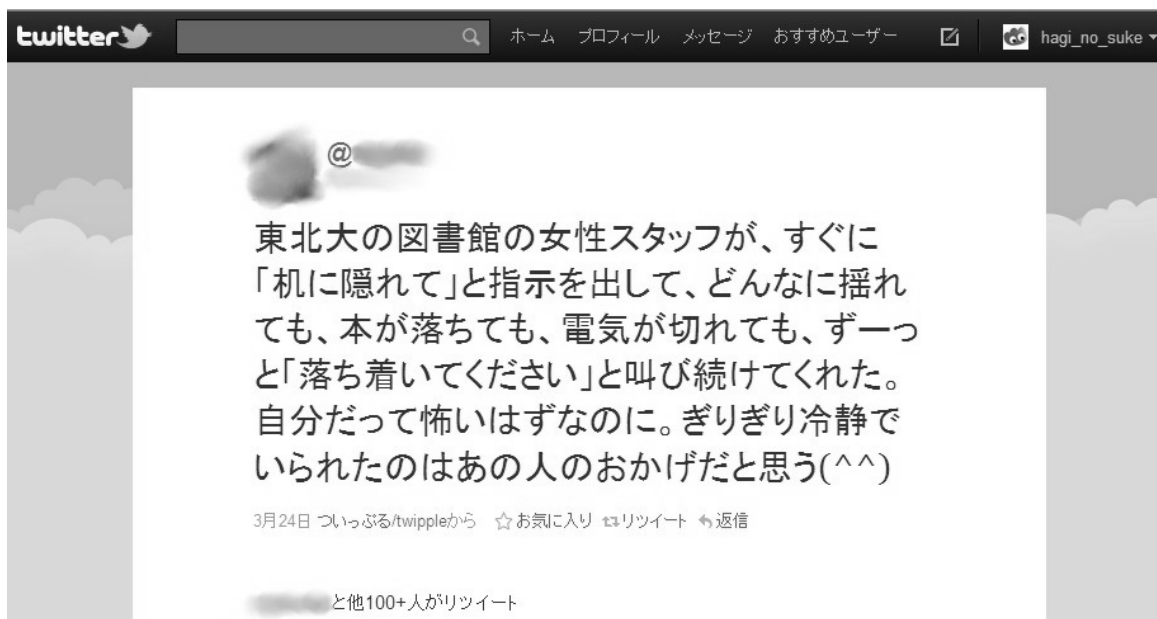 twitter
ホーム プロフィール メッセージ おすすめユーザー hagi_no_suke
@
東北大の図書館の女性スタッフが、すぐに
「机に隠れて」と指示を出して、どんなに揺れ
ても、本が落ちても、電気が切れても、ずーっ
と「落ち着いてください」と叫び続けてくれた。
自分だって怖いはずなのに。ぎりぎり冷静で
いられたのはあの人のおかげだと思う(^^)
3月24日 ついっぷる/twippleから ☆お気に入り リツイート 返信
と他100+人がリツイート